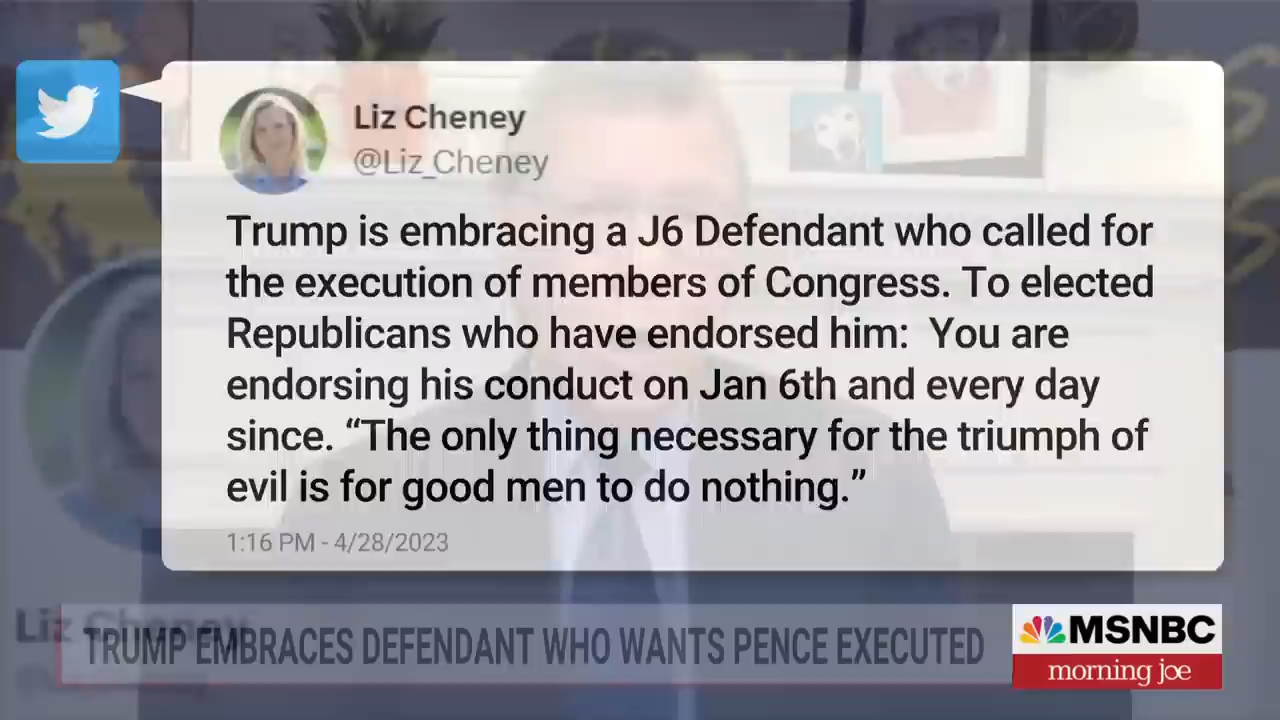 Liz Cheney
@Liz_Cheney
Trump is embracing a J6 Defendant who called for
the execution of members of Congress. To elected
Republicans who have endorsed him:  You are
endorsing his conduct on Jan 6th and every day
since. “The only thing necessary for the triumph of
evil is for good men to do nothing.”
1:16 PM - 4/28/2023
Liz Cheney
TRUMP EMBRACES DEFENDANT WHO WANTS PENCE EXECUTED
MSNBC
morning joe